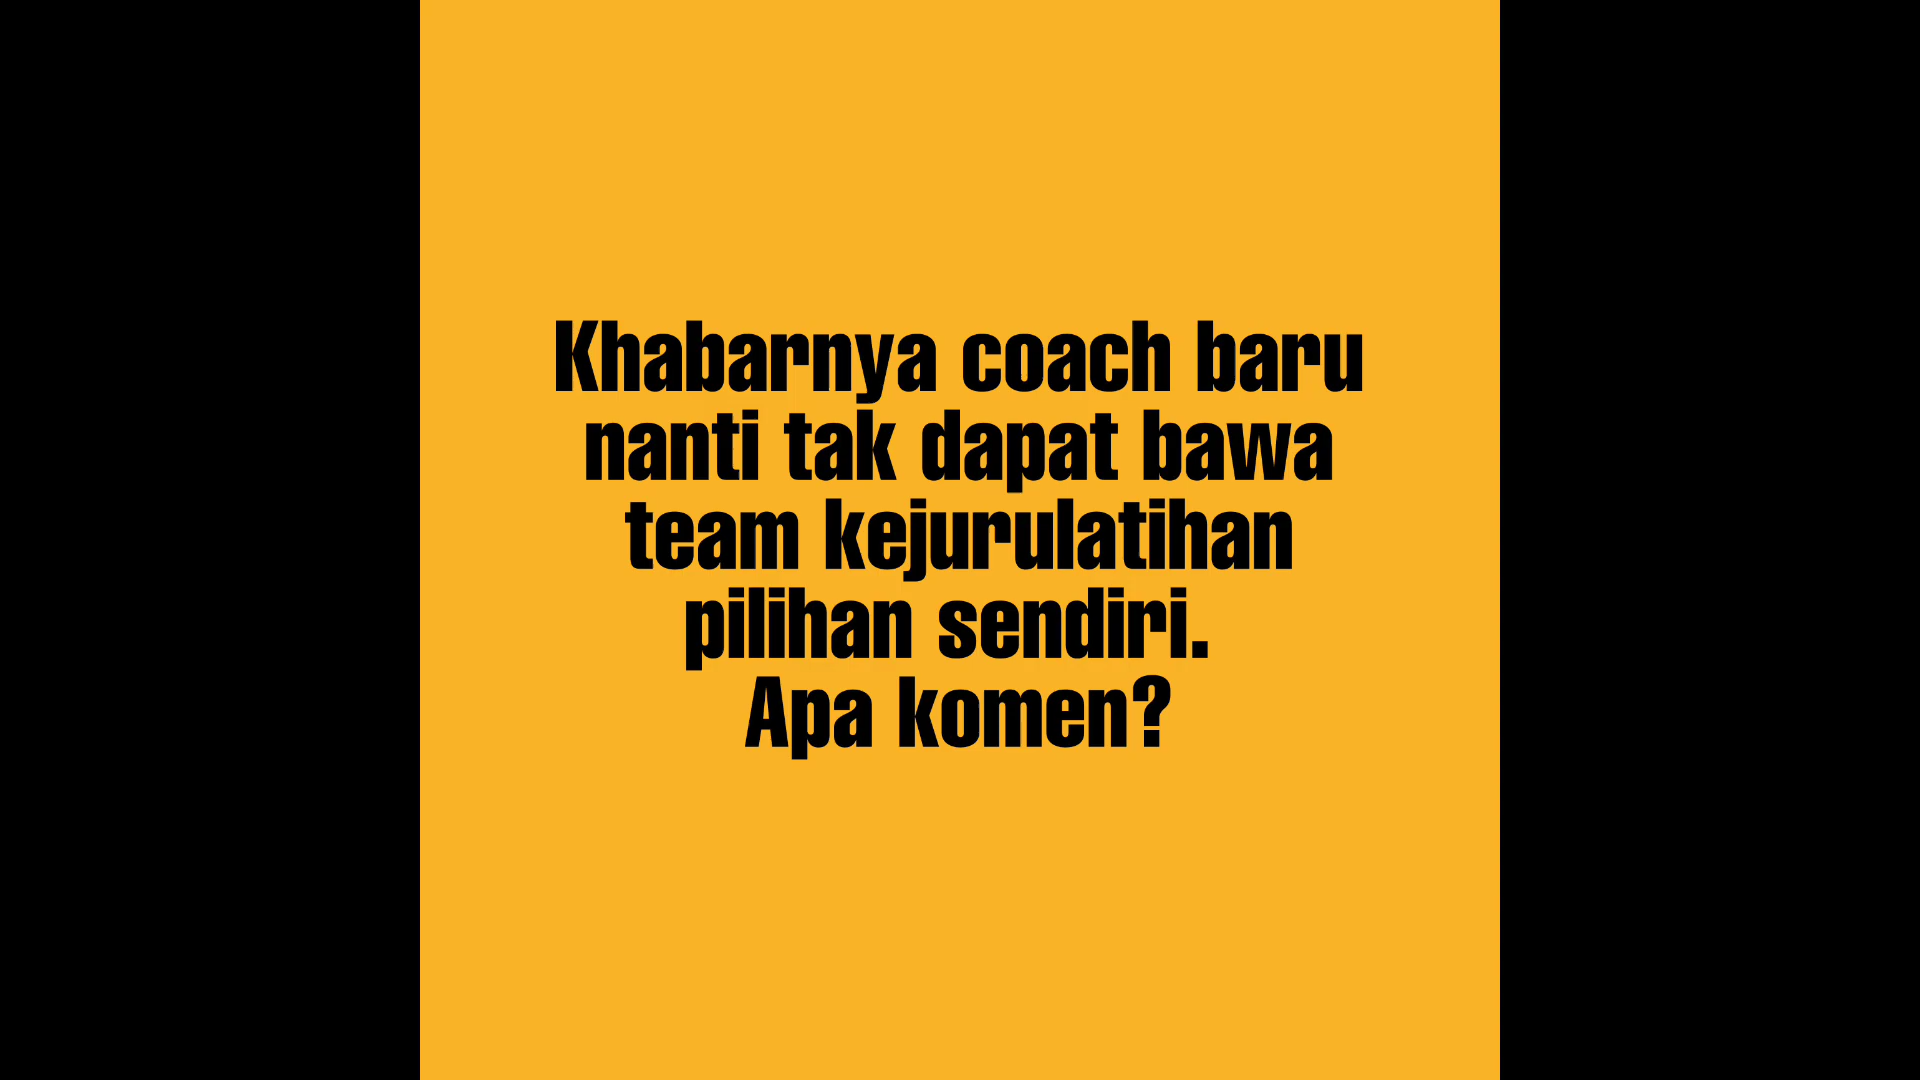 Khabarnya coach baru
nanti tak dapat bawa
team kejurulatihan
pilihan sendiri.
Apa komen?